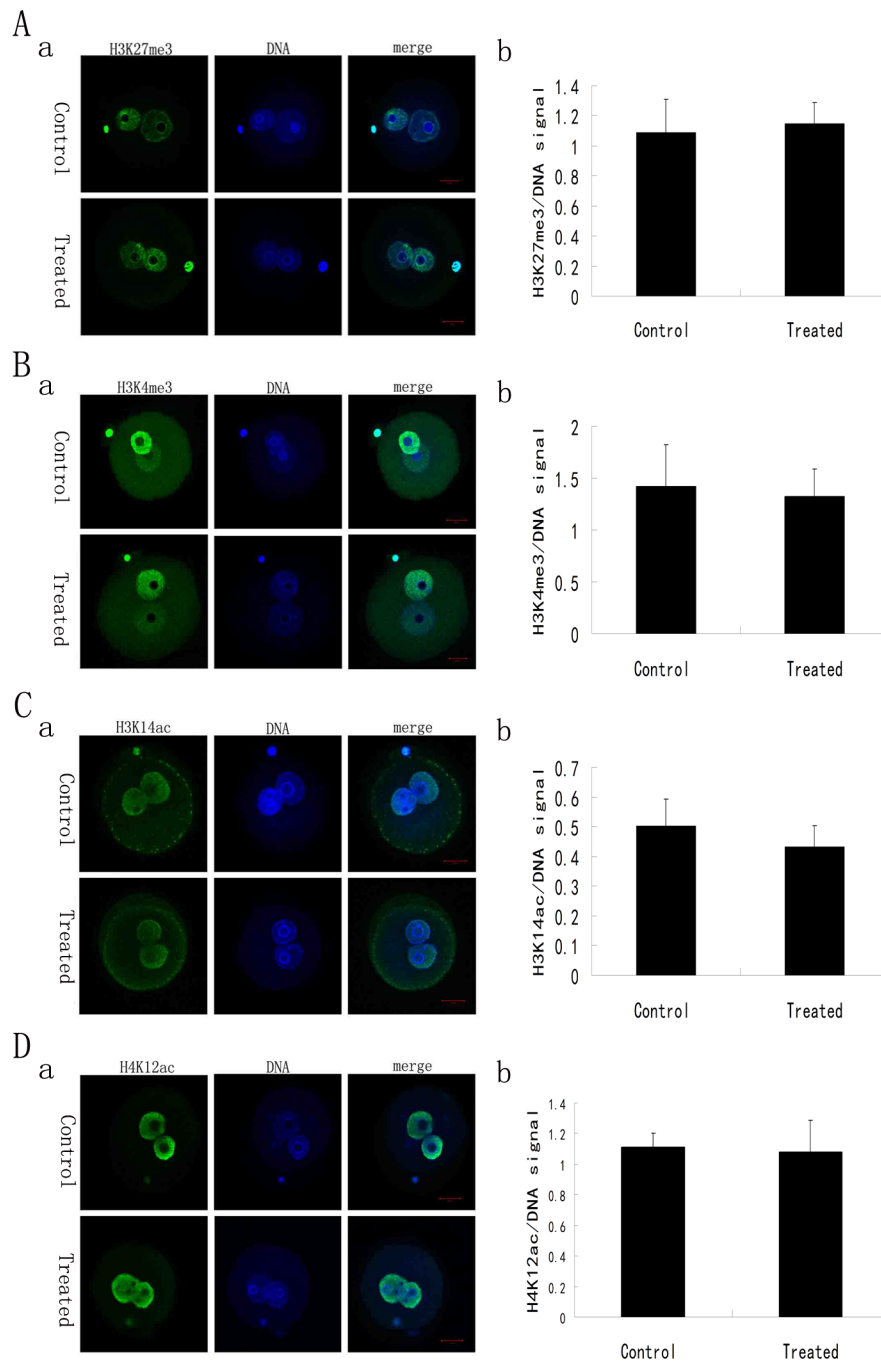 A
a
H3K27me3 DNA merge
Control
Treated
b
H3K27me3/DNA signal
1.4
1.2
1
0.8
0.6
0.4
0.2
0
Control Treated
B
a
H3K4me3 DNA merge
Control
Treated
b
H3K4me3/DNA signal
2
1.5
1
0.5
0
Control Treated
C
a
H3K14ac DNA merge
Control
Treated
b
H3K14ac/DNA signal
0.7
0.6
0.5
0.4
0.3
0.2
0.1
0
Control Treated
D
a
H4K12ac DNA merge
Control
Treated
b
H4K12ac/DNA signal
1.4
1.2
1
0.8
0.6
0.4
0.2
0
Control Treated